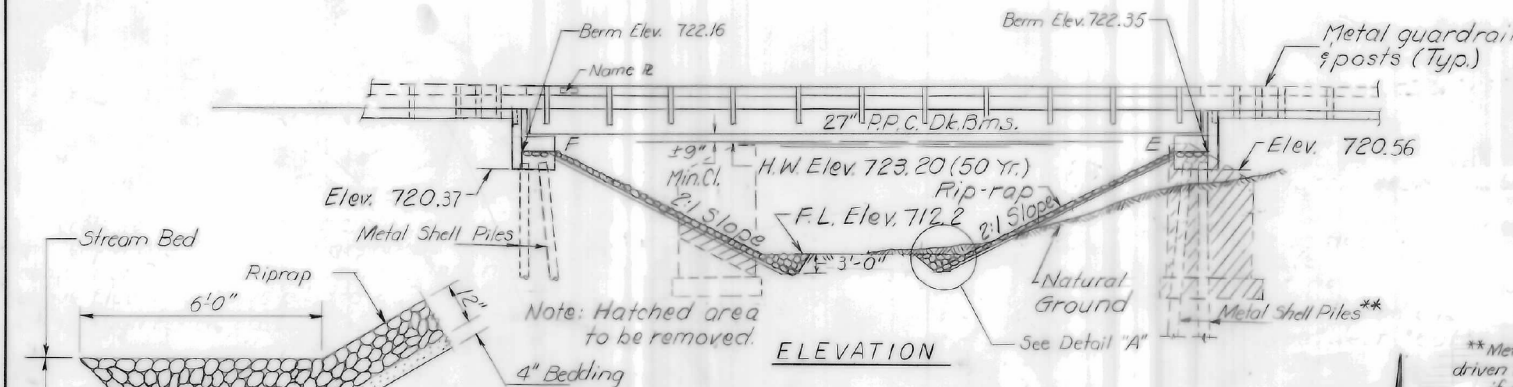 Berm Elev. 722.16
Berm Elev. 722.35
Metal guardrail
& posts (Typ.)
Name PL
27" P.P.C. Dk. Bms.
F
E
±9"
Min. Cl.
H.W. Elev. 723.20 (50 Yr.)
Elev. 720.56
Elev. 720.37
Rip-rap
2:1 Slope
2:1 Slope
F.L. Elev. 712.2
Metal Shell Piles
Stream Bed
3'-0"
Riprap
6'-0"
12"
Natural
Ground
Note: Hatched area
to be removed.
Metal Shell Piles**
ELEVATION
See Detail "A"
4" Bedding
**Me
driven